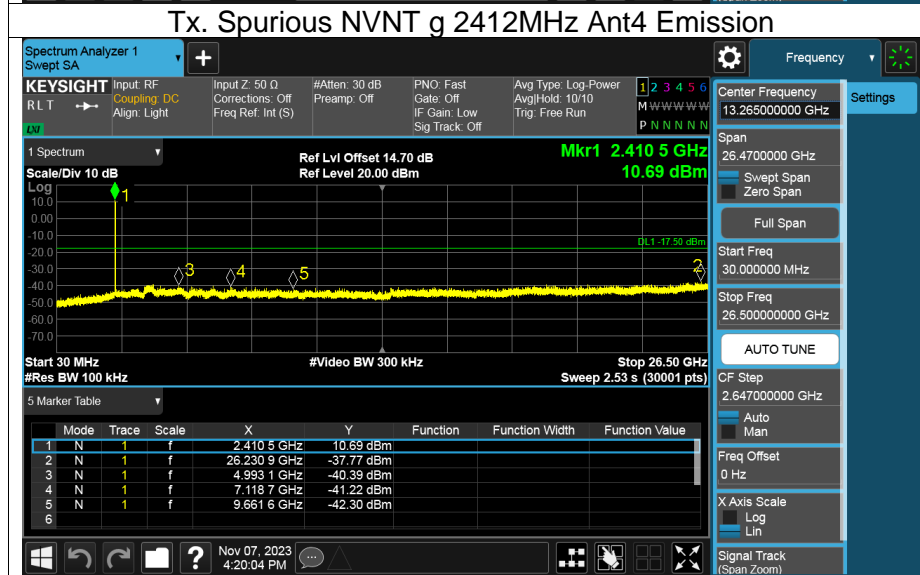 Tx. Spurious NVNT g 2412MHz Ant4 Emission
Spectrum Analyzer 1
Swept SA
+
Frequency
KEYSIGHT
RLT
LXI
Input: RF
Coupling: DC
Align: Light
Input Z: 50 Ω
Corrections: Off
Freq Ref: Int (S)
#Atten: 30 dB
Preamp: Off
PNO: Fast
Gate: Off
IF Gain: Low
Sig Track: Off
Avg Type: Log-Power
Avg|Hold: 10/10
Trig: Free Run
1 2 3 4 5 6
M W W W W W
P N N N N N
1 Spectrum
Scale/Div 10 dB
Ref Lvl Offset 14.70 dB
Ref Level 20.00 dBm
Mkr1 2.410 5 GHz
10.69 dBm
Log
10.0
0.00
-10.0
-20.0
-30.0
-40.0
-50.0
-60.0
-70.0
1
2
3
4
5
DL1 -17.50 dBm
Start 30 MHz
#Res BW 100 kHz
#Video BW 300 kHz
Stop 26.50 GHz
Sweep 2.53 s (30001 pts)
5 Marker Table
Mode Trace Scale X Y Function Function Width Function Value
1 N 1 f 2.410 5 GHz 10.69 dBm
2 N 1 f 26.230 9 GHz -37.77 dBm
3 N 1 f 4.993 1 GHz -40.39 dBm
4 N 1 f 7.118 7 GHz -41.22 dBm
5 N 1 f 9.661 6 GHz -42.30 dBm
6
?
Nov 07, 2023
4:20:04 PM
Center Frequency
13.265000000 GHz
Span
26.4700000 GHz
Swept Span
Zero Span
Full Span
Start Freq
30.000000 MHz
Stop Freq
26.500000000 GHz
AUTO TUNE
CF Step
2.647000000 GHz
Auto
Man
Freq Offset
0 Hz
X Axis Scale
Log
Lin
Signal Track
(Span Zoom)
Settings